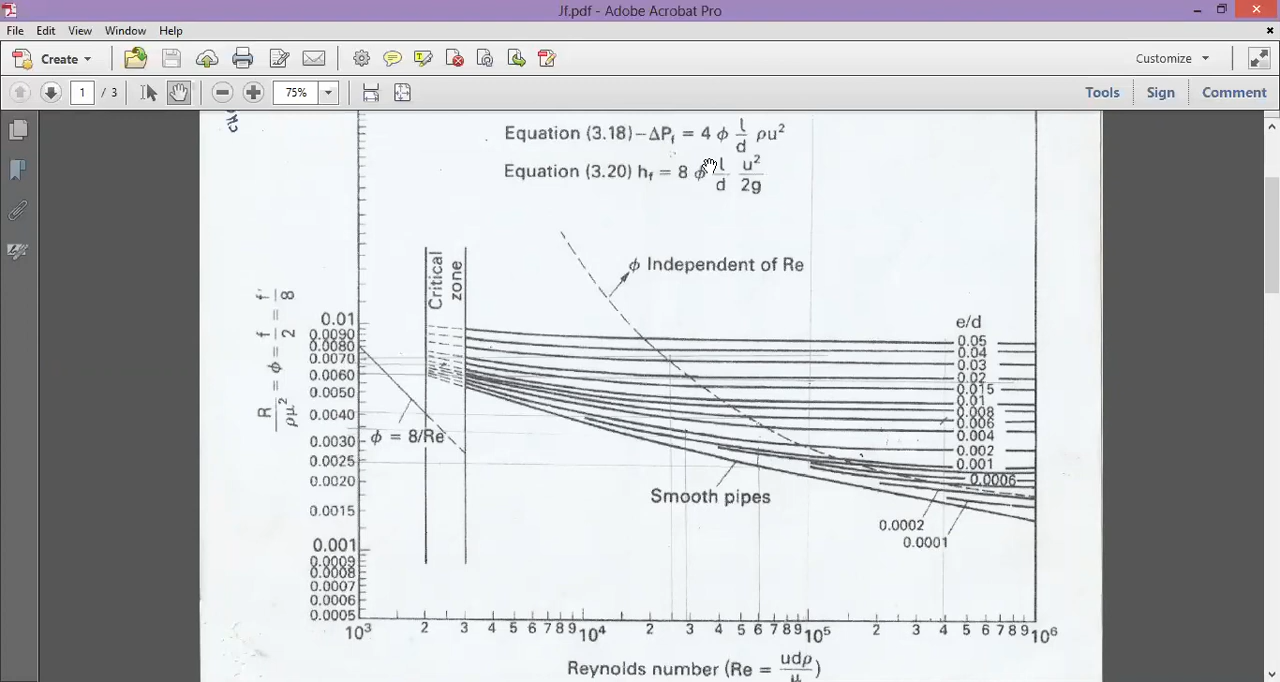 Jf.pdf - Adobe Acrobat Pro
File Edit View Window Help
Create
Customize
1 / 3
75%
Tools Sign Comment
Equation (3.18) − ΔPf = 4 ϕ l/d ρu²
Equation (3.20) hf = 8 ϕ l/d u²/2g
Critical zone
ϕ Independent of Re
R/ρμ² = ϕ = f/2 = f'/8
e/d
0.01
0.0090
0.0080
0.0070
0.0060
0.0050
0.0040
0.0030
0.0025
0.0020
0.0015
0.001
0.0009
0.0008
0.0007
0.0006
0.0005
ϕ = 8/Re
0.05
0.04
0.03
0.02
0.015
0.01
0.008
0.006
0.004
0.002
0.001
0.0006
Smooth pipes
0.0002
0.0001
10³ 2 3 4 5 6 7 8 9 10⁴ 2 3 4 5 6 7 8 9 10⁵ 2 3 4 5 6 7 8 9 10⁶
Reynolds number (Re = udρ/μ)